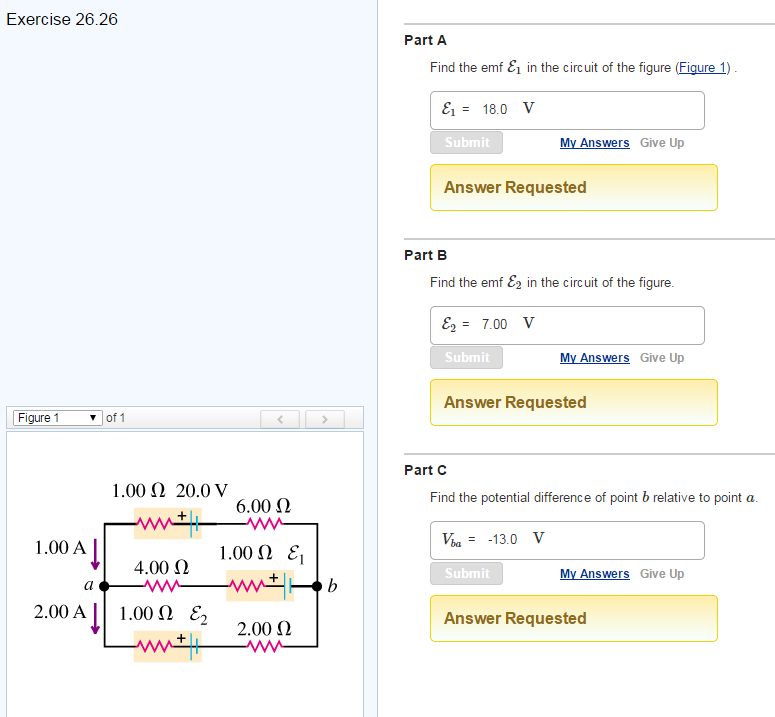 Exercise 26.26
Figure 1 of 1
1.00 Ω 20.0 V
6.00 Ω
+
1.00 A
1.00 Ω ℰ1
4.00 Ω
+
a
b
2.00 A
1.00 Ω ℰ2
2.00 Ω
+
Part A
Find the emf ℰ1 in the circuit of the figure (Figure 1) .
ℰ1 = 18.0 V
Submit My Answers Give Up
Answer Requested
Part B
Find the emf ℰ2 in the circuit of the figure.
ℰ2 = 7.00 V
Submit My Answers Give Up
Answer Requested
Part C
Find the potential difference of point b relative to point a.
Vba = -13.0 V
Submit My Answers Give Up
Answer Requested